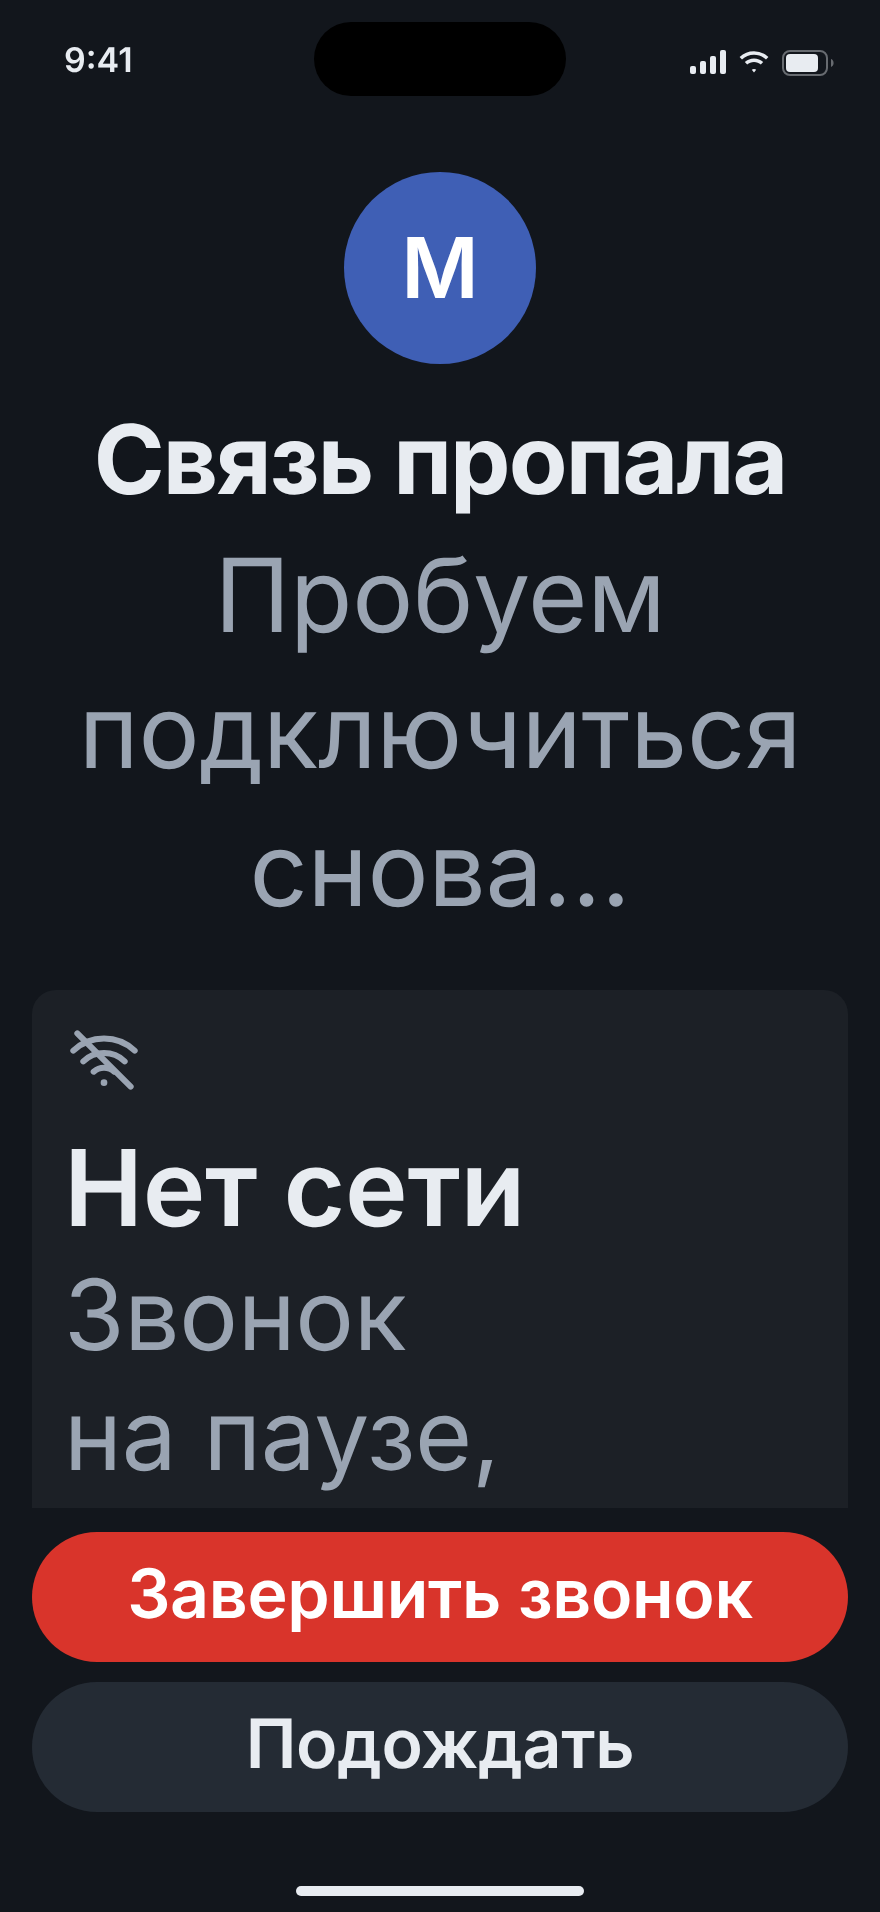 9:41
М
Связь пропала
Пробуем
подключиться
снова...
Нет сети
Звонок
на паузе,
Завершить звонок
Подождать